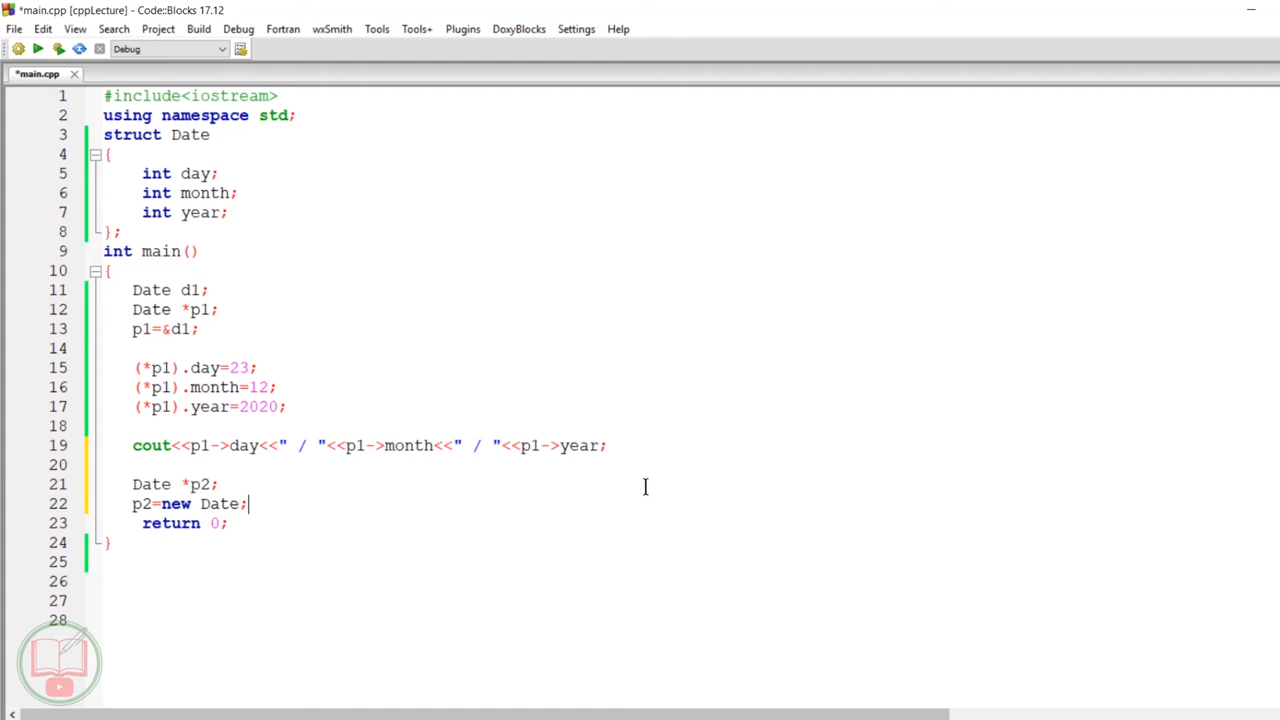 *main.cpp [cppLecture] - Code::Blocks 17.12
File Edit View Search Project Build Debug Fortran wxSmith Tools Tools+ Plugins DoxyBlocks Settings Help
Debug
*main.cpp
1 #include<iostream>
2 using namespace std;
3 struct Date
4 {
5 int day;
6 int month;
7 int year;
8 };
9 int main()
10 {
11 Date d1;
12 Date *p1;
13 p1=&d1;
14
15 (*p1).day=23;
16 (*p1).month=12;
17 (*p1).year=2020;
18
19 cout<<p1->day<<" / "<<p1->month<<" / "<<p1->year;
20
21 Date *p2;
22 p2=new Date;
23 return 0;
24 }
25
26
27
28